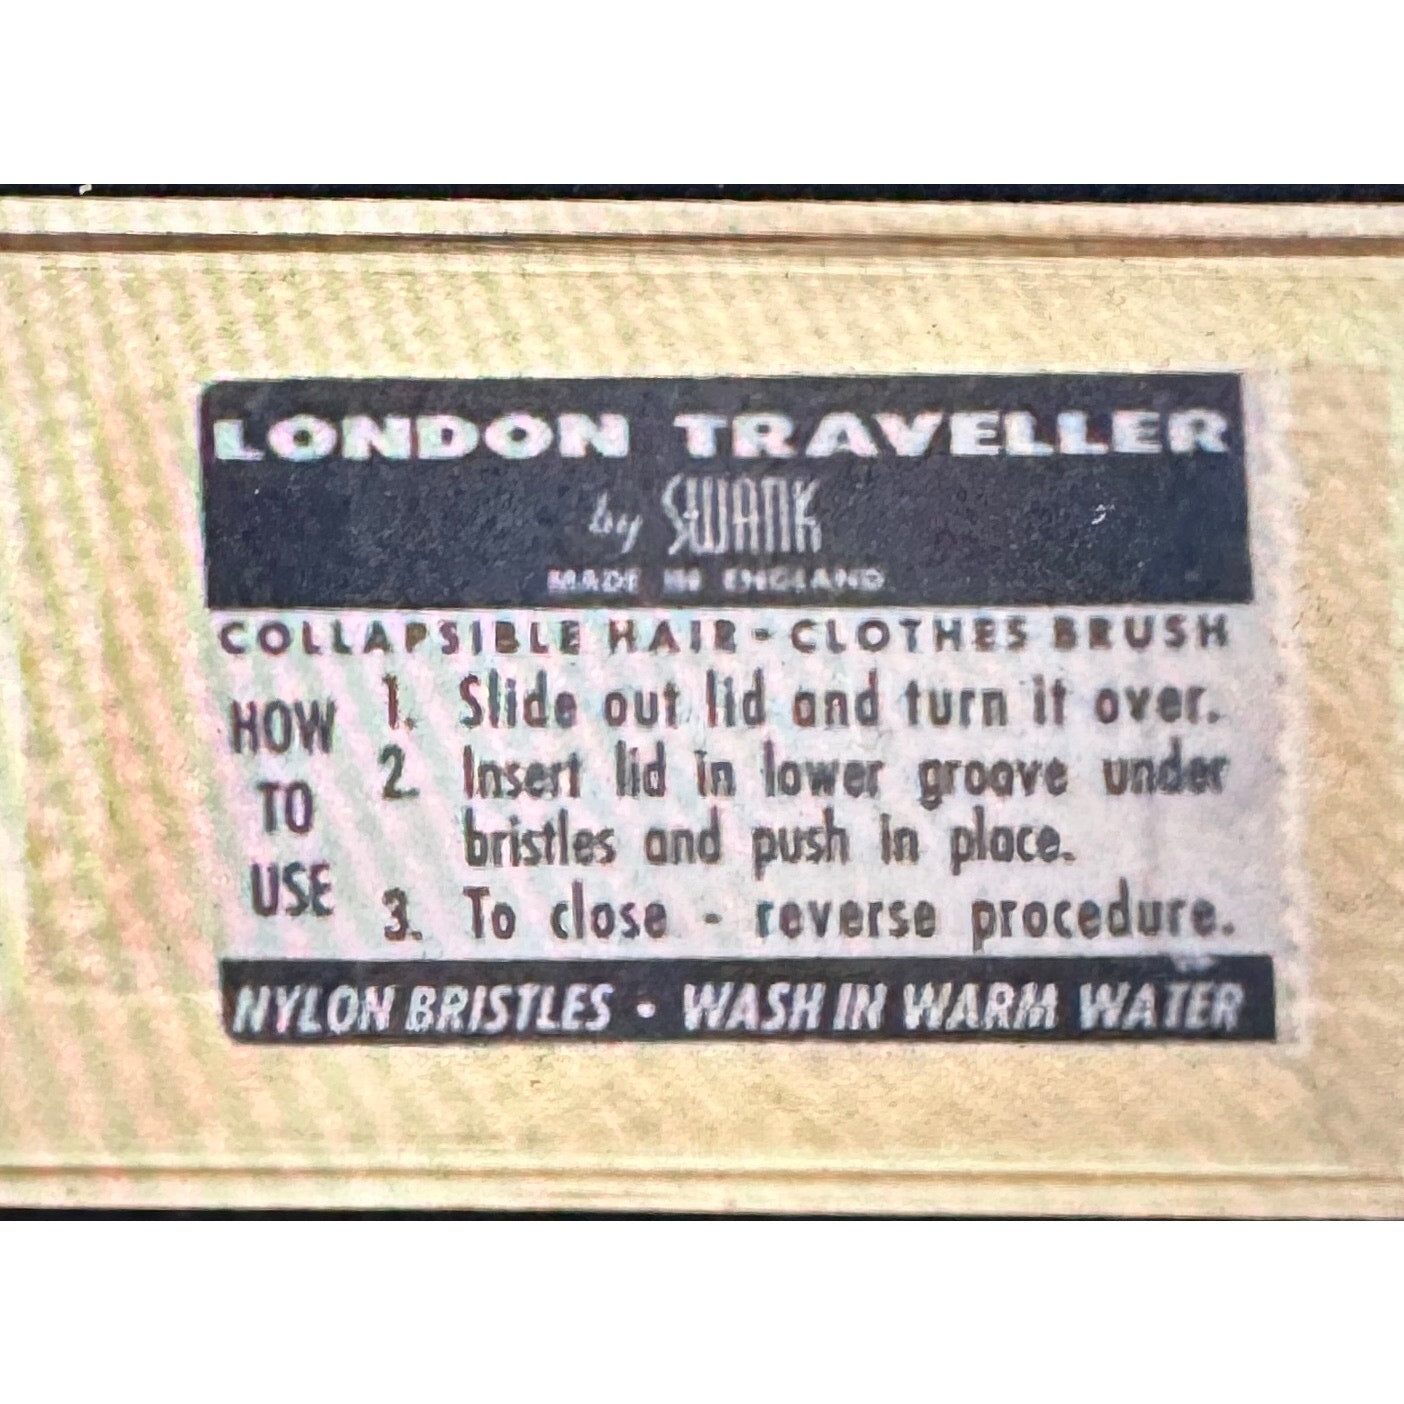 LONDON TRAVELLER
by SWANK
MADE IN ENGLAND
COLLAPSIBLE HAIR - CLOTHES BRUSH
HOW TO USE
1. Slide out lid and turn it over.
2. Insert lid in lower groove under
bristles and push in place.
3. To close - reverse procedure.
NYLON BRISTLES • WASH IN WARM WATER